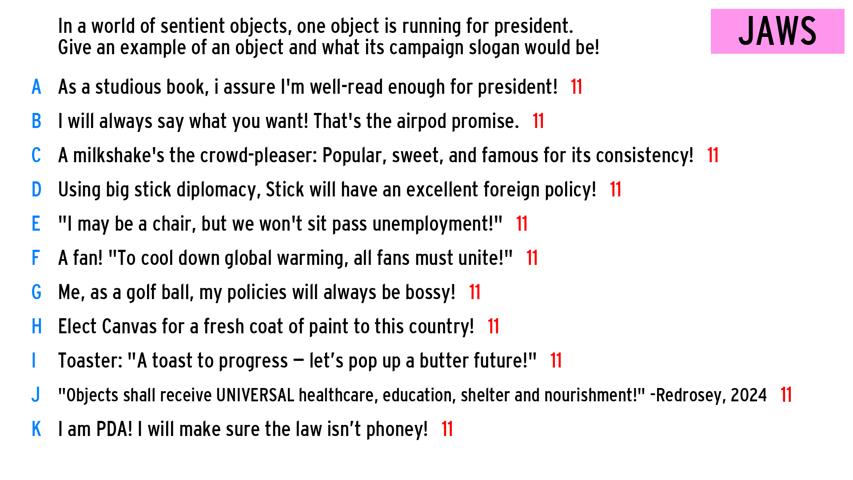 In a world of sentient objects, one object is running for president.
Give an example of an object and what its campaign slogan would be!
JAWS
A As a studious book, i assure I'm well-read enough for president! 11
B I will always say what you want! That's the airpod promise. 11
C A milkshake's the crowd-pleaser: Popular, sweet, and famous for its consistency! 11
D Using big stick diplomacy, Stick will have an excellent foreign policy! 11
E "I may be a chair, but we won't sit pass unemployment!" 11
F A fan! "To cool down global warming, all fans must unite!" 11
G Me, as a golf ball, my policies will always be bossy! 11
H Elect Canvas for a fresh coat of paint to this country! 11
I Toaster: "A toast to progress – let’s pop up a butter future!" 11
J "Objects shall receive UNIVERSAL healthcare, education, shelter and nourishment!" -Redrosey, 2024 11
K I am PDA! I will make sure the law isn’t phoney! 11